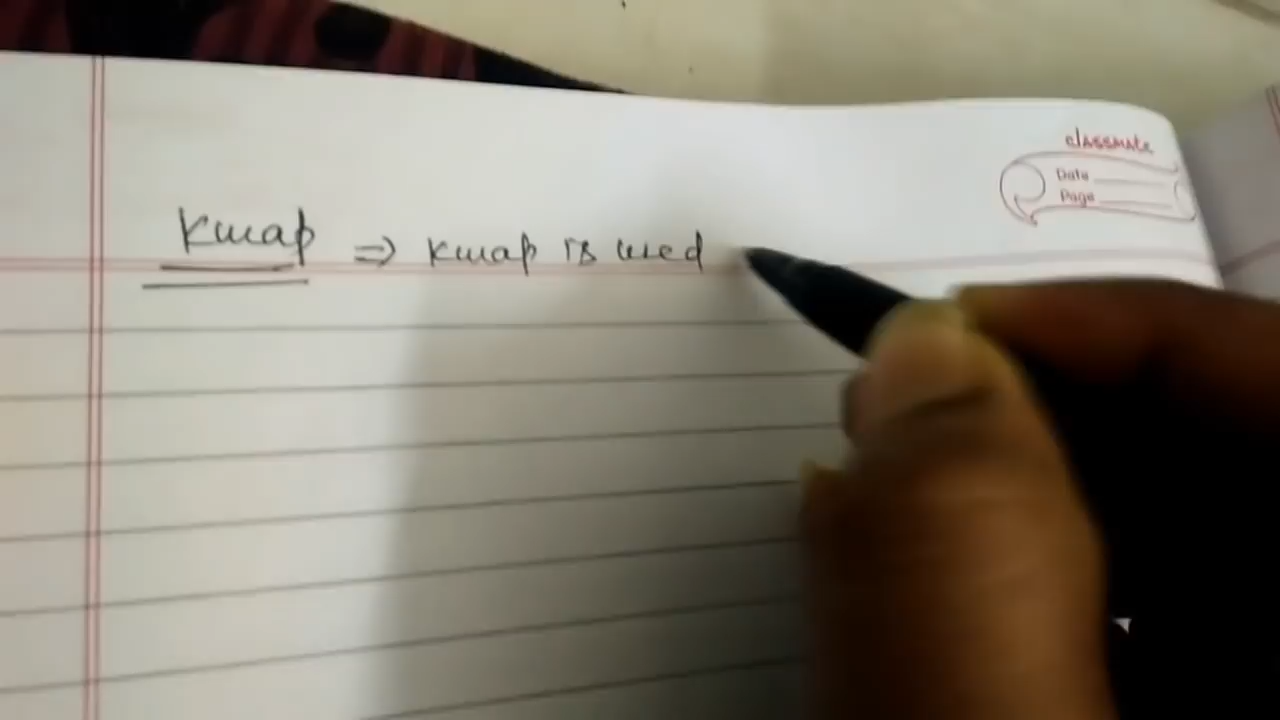 classmate
Date
Page
Kmap ⇒ Kmap is used